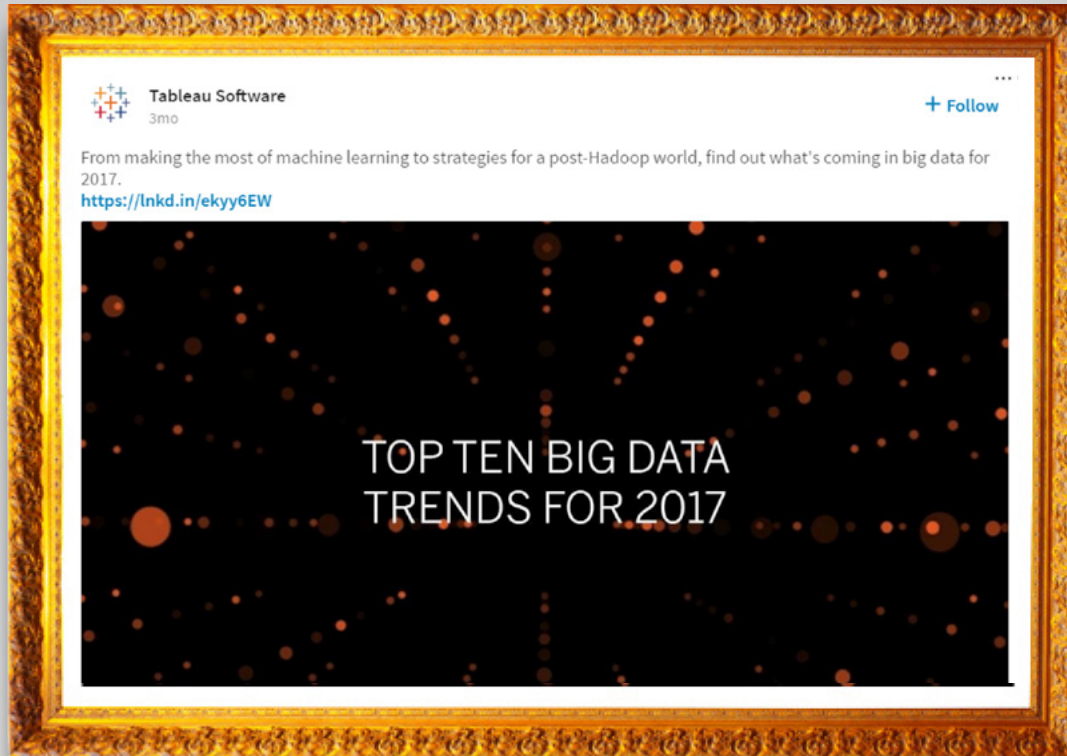 Tableau Software
3mo
...
+ Follow
From making the most of machine learning to strategies for a post-Hadoop world, find out what's coming in big data for
2017.
https://lnkd.in/ekyy6EW
TOP TEN BIG DATA
TRENDS FOR 2017